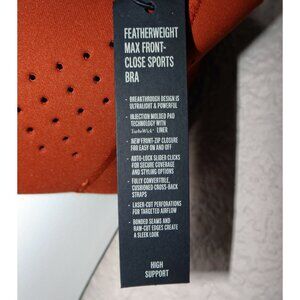 FEATHERWEIGHT
MAX FRONT-
CLOSE SPORTS
BRA
- BREAKTHROUGH DESIGN IS
ULTRALIGHT & POWERFUL
- INJECTION MOLDED PAD
TECHNOLOGY WITH
TurboWick™ LINER
- NEW FRONT-ZIP CLOSURE
FOR EASY ON AND OFF
- AUTO-LOCK SLIDER CLICKS
FOR SECURE COVERAGE
AND STYLING OPTIONS
- FULLY CONVERTIBLE,
CUSHIONED CROSS-BACK
STRAPS
- LASER-CUT PERFORATIONS
FOR TARGETED AIRFLOW
- BONDED SEAMS AND
RAW-CUT EDGES CREATE
A SLEEK LOOK
HIGH
SUPPORT